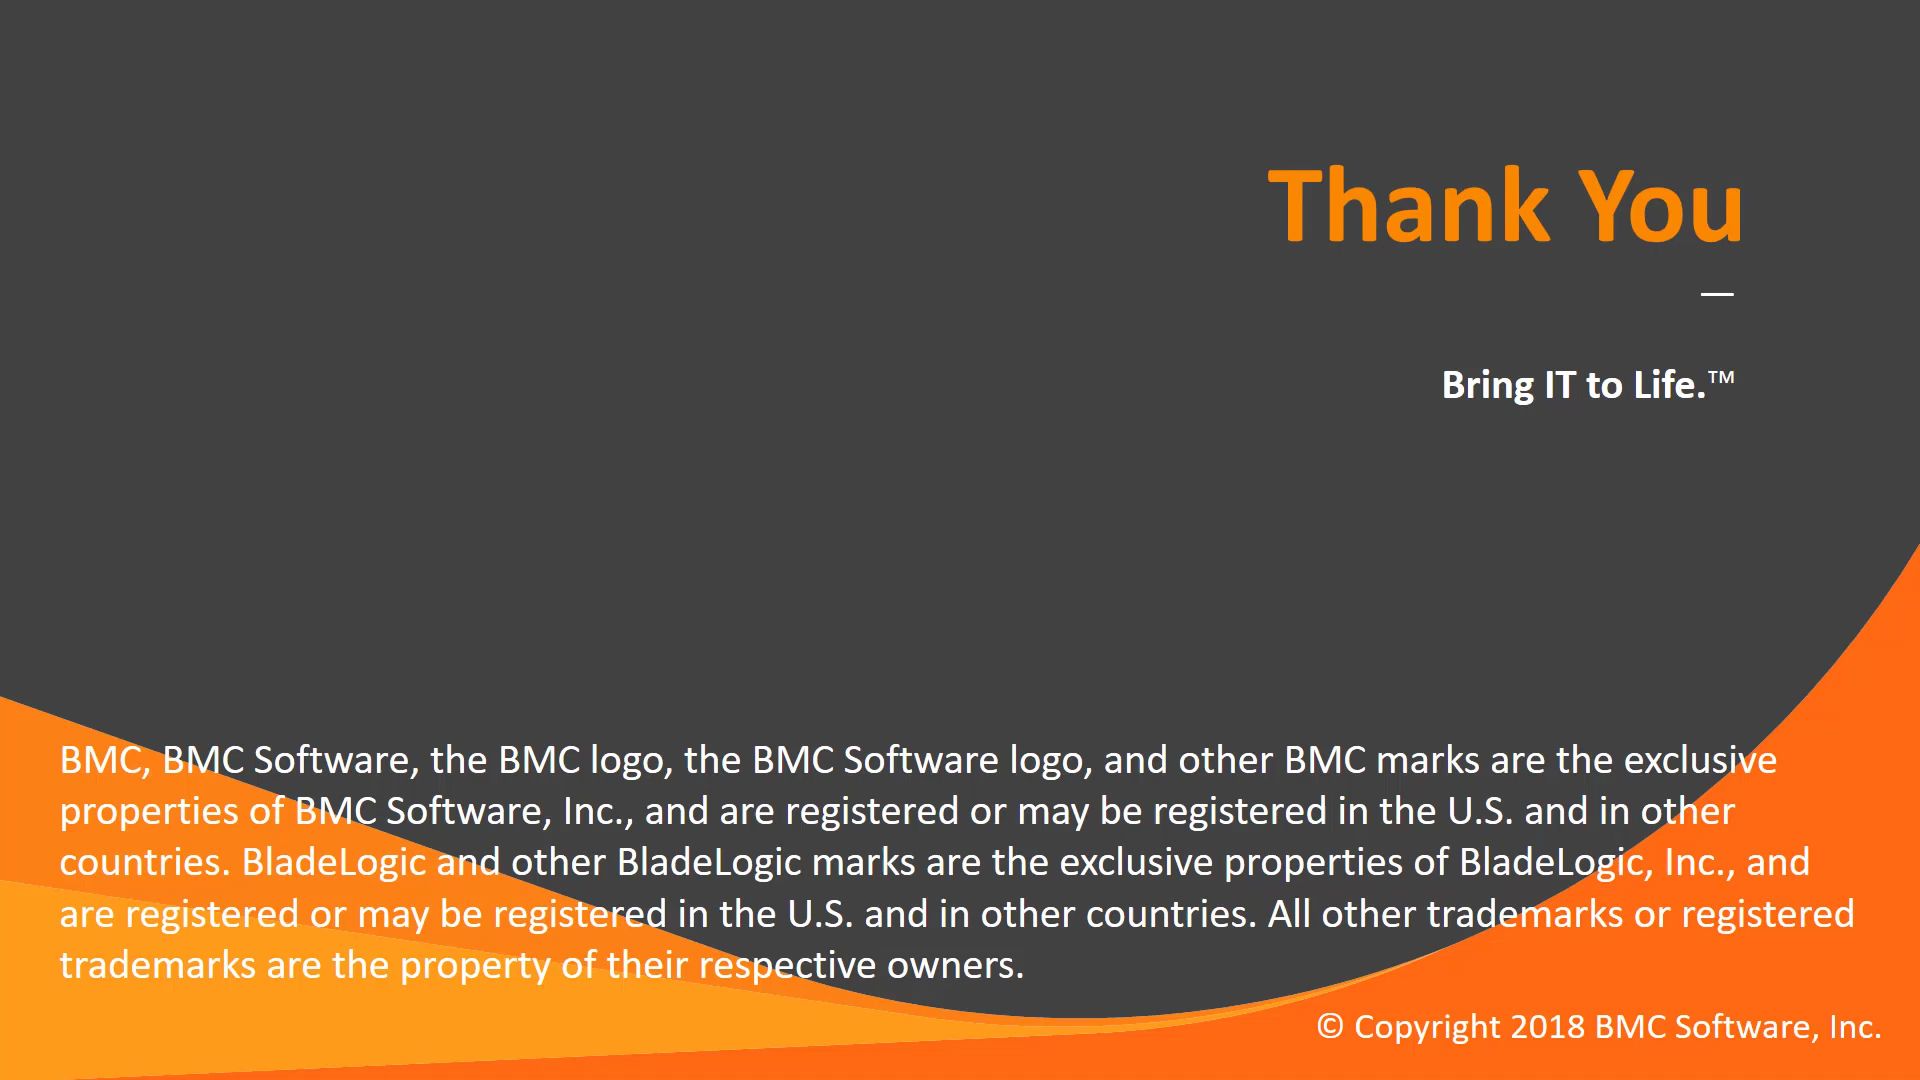 Thank You
—
Bring IT to Life.™
BMC, BMC Software, the BMC logo, the BMC Software logo, and other BMC marks are the exclusive
properties of BMC Software, Inc., and are registered or may be registered in the U.S. and in other
countries. BladeLogic and other BladeLogic marks are the exclusive properties of BladeLogic, Inc., and
are registered or may be registered in the U.S. and in other countries. All other trademarks or registered
trademarks are the property of their respective owners.
© Copyright 2018 BMC Software, Inc.